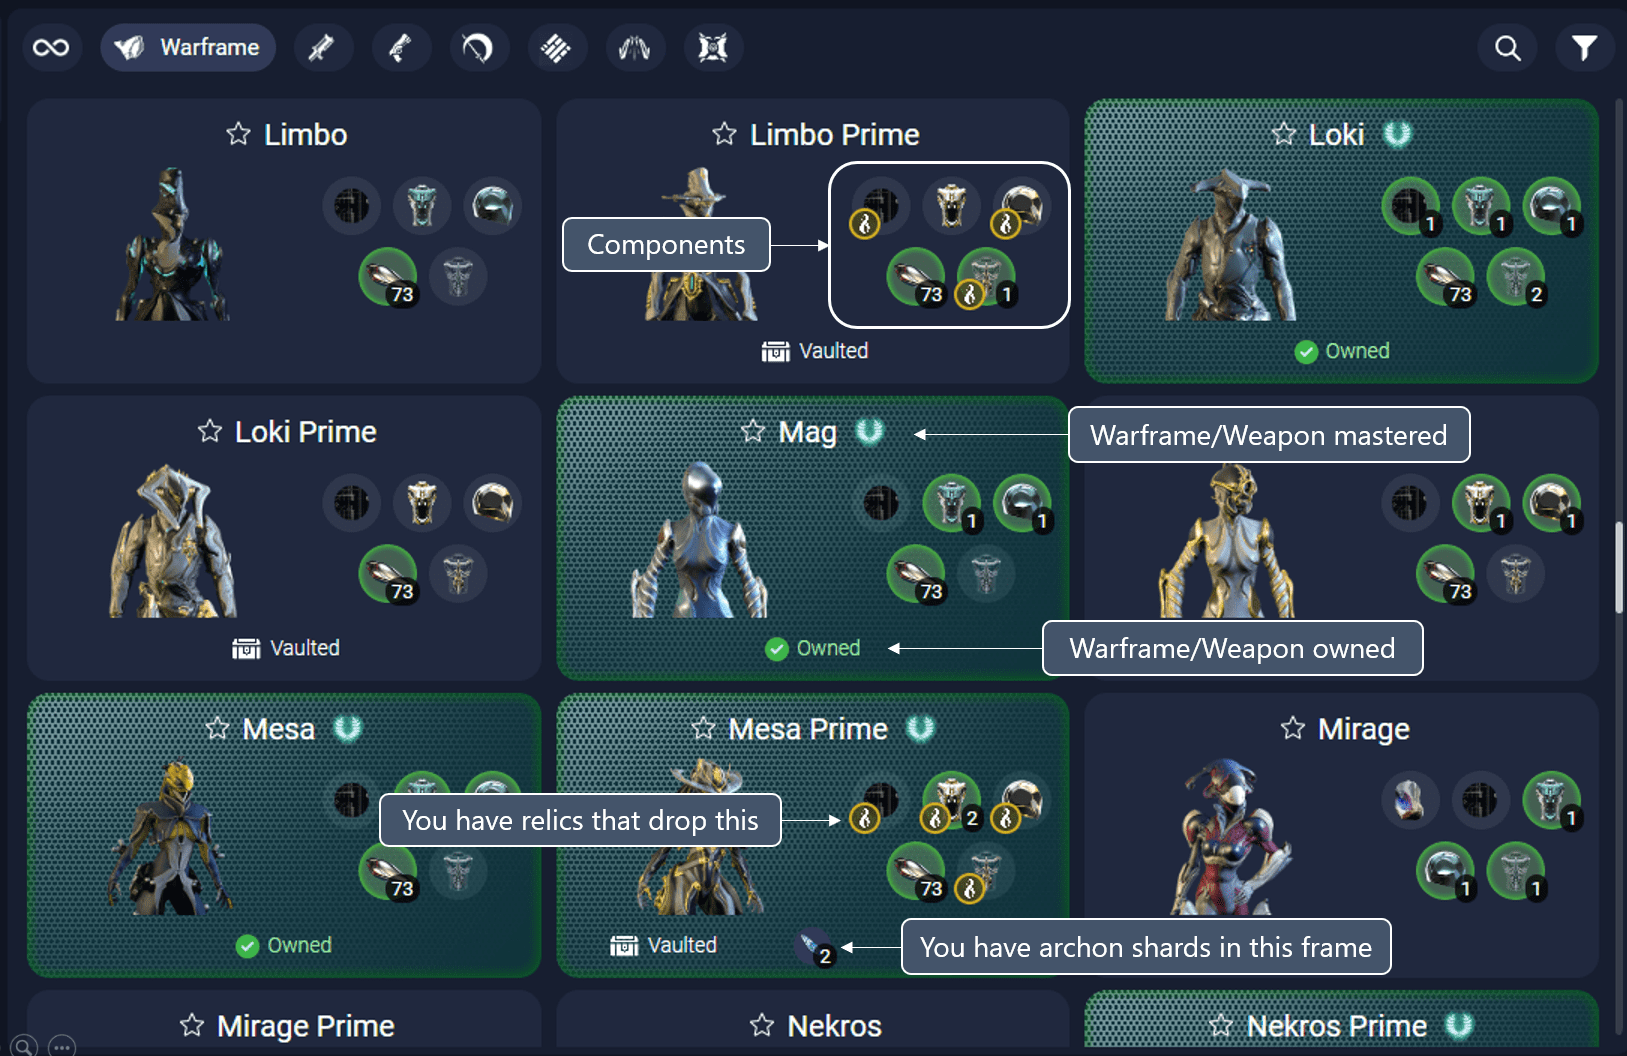 Warframe
Limbo
73
Limbo Prime
Components
73
1
Vaulted
Loki
1
1
1
73
2
Owned
Loki Prime
73
Vaulted
Mag
1
1
73
Owned
Warframe/Weapon mastered
1
1
73
Warframe/Weapon owned
Mesa
73
Owned
Mesa Prime
You have relics that drop this
2
73
Vaulted
2
You have archon shards in this frame
Mirage
1
1
1
Mirage Prime
Nekros
Nekros Prime